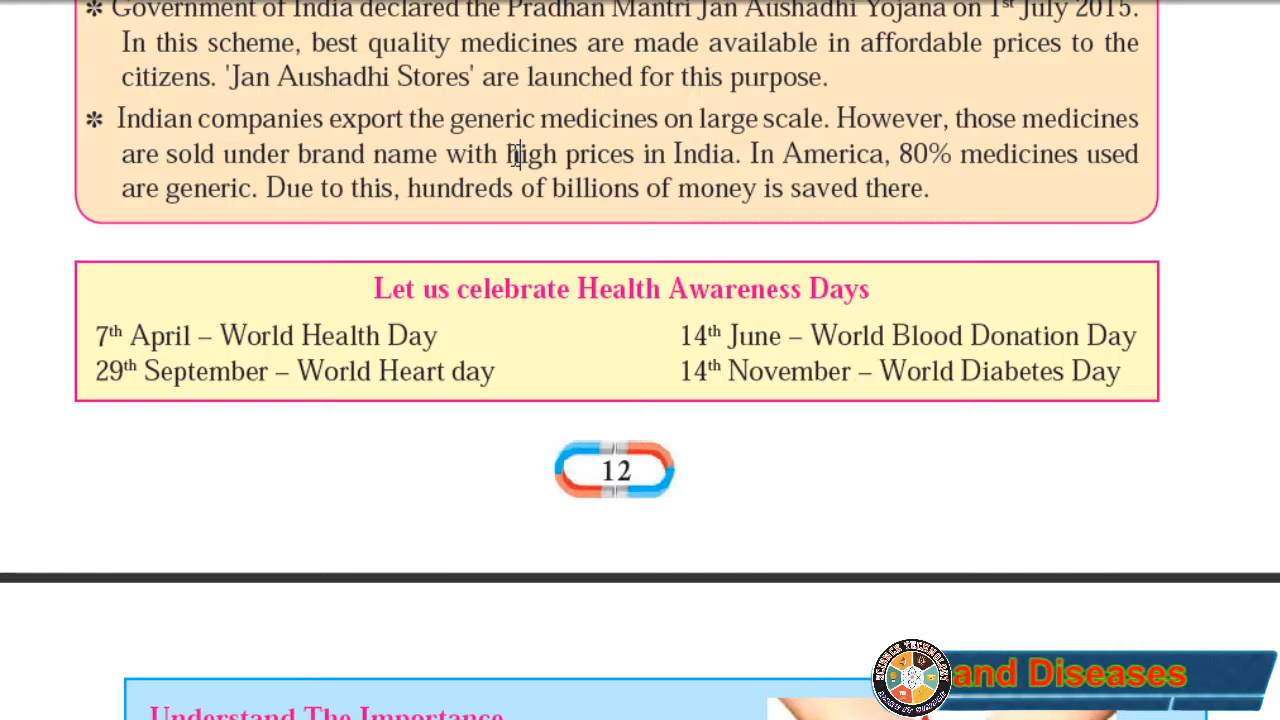 * Government of India declared the Pradhan Mantri Jan Aushadhi Yojana on 1st July 2015.
In this scheme, best quality medicines are made available in affordable prices to the
citizens. 'Jan Aushadhi Stores' are launched for this purpose.
* Indian companies export the generic medicines on large scale. However, those medicines
are sold under brand name with high prices in India. In America, 80% medicines used
are generic. Due to this, hundreds of billions of money is saved there.
Let us celebrate Health Awareness Days
7th April – World Health Day
14th June – World Blood Donation Day
29th September – World Heart day
14th November – World Diabetes Day
12
SCIENCE TECHNOLOGY
and Diseases
Understand The Importance